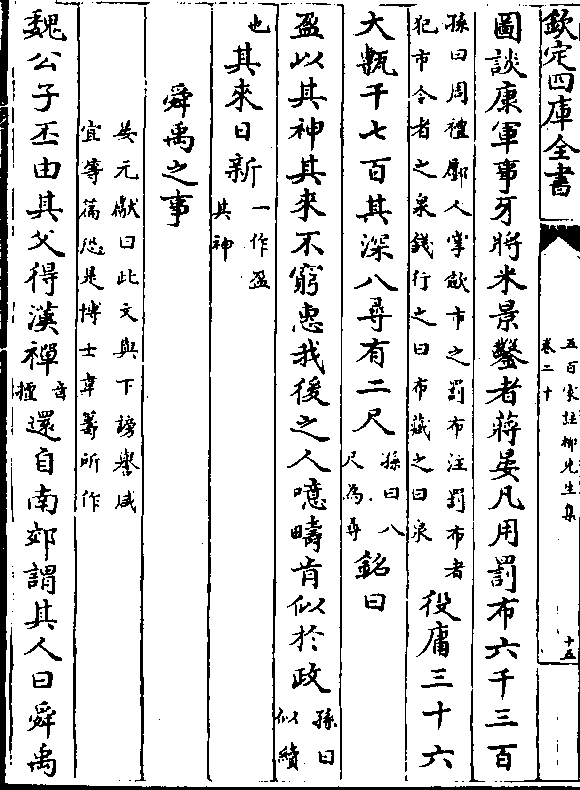 欽定四庫全書
五百家註柳先生集
卷二十
十五
圖談康軍事牙將米景鑿者蔣晏凡用罰布六千三百
孫曰周禮廛人掌斂市之罰布注罰布者
犯市令者之泉錢行之曰布藏之曰泉
役庸三十六
大甎千七百其深八尋有二尺
孫曰八
尺為尋
銘曰
盈以其神其來不窮惠我後之人噫疇肯似於政
孫曰
似續
也
其來日新
一作盈
其神
舜禹之事
晏元獻曰此文與下謗譽咸
宜等篇恐是博士韋籌所作
魏公子丕由其父得漢禪
音
擅
還自南郊謂其人曰舜禹